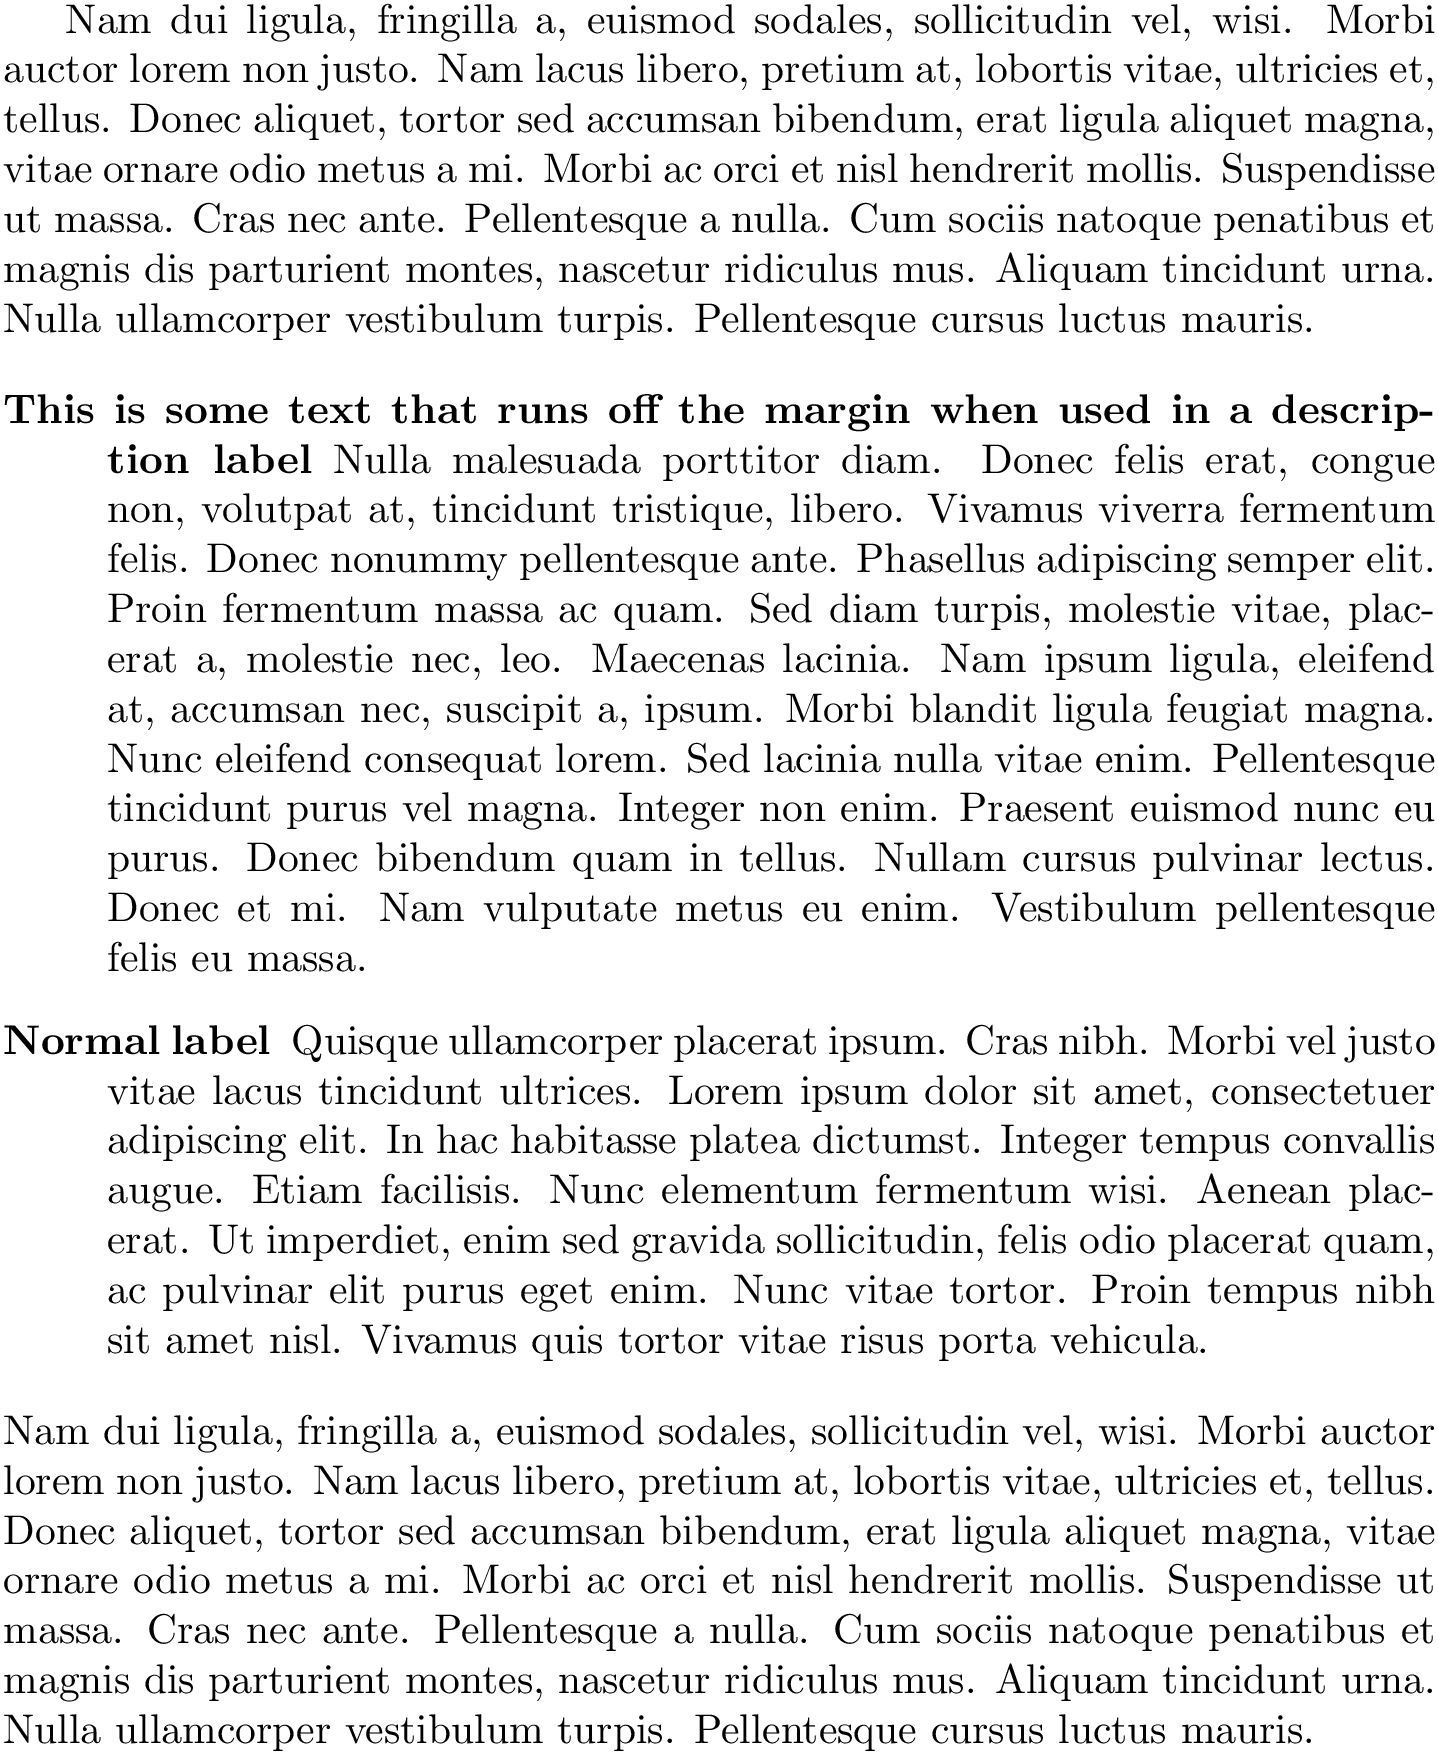 Nam dui ligula, fringilla a, euismod sodales, sollicitudin vel, wisi. Morbi
auctor lorem non justo. Nam lacus libero, pretium at, lobortis vitae, ultricies et,
tellus. Donec aliquet, tortor sed accumsan bibendum, erat ligula aliquet magna,
vitae ornare odio metus a mi. Morbi ac orci et nisl hendrerit mollis. Suspendisse
ut massa. Cras nec ante. Pellentesque a nulla. Cum sociis natoque penatibus et
magnis dis parturient montes, nascetur ridiculus mus. Aliquam tincidunt urna.
Nulla ullamcorper vestibulum turpis. Pellentesque cursus luctus mauris.
This is some text that runs off the margin when used in a descrip-
tion label Nulla malesuada porttitor diam. Donec felis erat, congue
non, volutpat at, tincidunt tristique, libero. Vivamus viverra fermentum
felis. Donec nonummy pellentesque ante. Phasellus adipiscing semper elit.
Proin fermentum massa ac quam. Sed diam turpis, molestie vitae, plac-
erat a, molestie nec, leo. Maecenas lacinia. Nam ipsum ligula, eleifend
at, accumsan nec, suscipit a, ipsum. Morbi blandit ligula feugiat magna.
Nunc eleifend consequat lorem. Sed lacinia nulla vitae enim. Pellentesque
tincidunt purus vel magna. Integer non enim. Praesent euismod nunc eu
purus. Donec bibendum quam in tellus. Nullam cursus pulvinar lectus.
Donec et mi. Nam vulputate metus eu enim. Vestibulum pellentesque
felis eu massa.
Normal label Quisque ullamcorper placerat ipsum. Cras nibh. Morbi vel justo
vitae lacus tincidunt ultrices. Lorem ipsum dolor sit amet, consectetuer
adipiscing elit. In hac habitasse platea dictumst. Integer tempus convallis
augue. Etiam facilisis. Nunc elementum fermentum wisi. Aenean plac-
erat. Ut imperdiet, enim sed gravida sollicitudin, felis odio placerat quam,
ac pulvinar elit purus eget enim. Nunc vitae tortor. Proin tempus nibh
sit amet nisl. Vivamus quis tortor vitae risus porta vehicula.
Nam dui ligula, fringilla a, euismod sodales, sollicitudin vel, wisi. Morbi auctor
lorem non justo. Nam lacus libero, pretium at, lobortis vitae, ultricies et, tellus.
Donec aliquet, tortor sed accumsan bibendum, erat ligula aliquet magna, vitae
ornare odio metus a mi. Morbi ac orci et nisl hendrerit mollis. Suspendisse ut
massa. Cras nec ante. Pellentesque a nulla. Cum sociis natoque penatibus et
magnis dis parturient montes, nascetur ridiculus mus. Aliquam tincidunt urna.
Nulla ullamcorper vestibulum turpis. Pellentesque cursus luctus mauris.